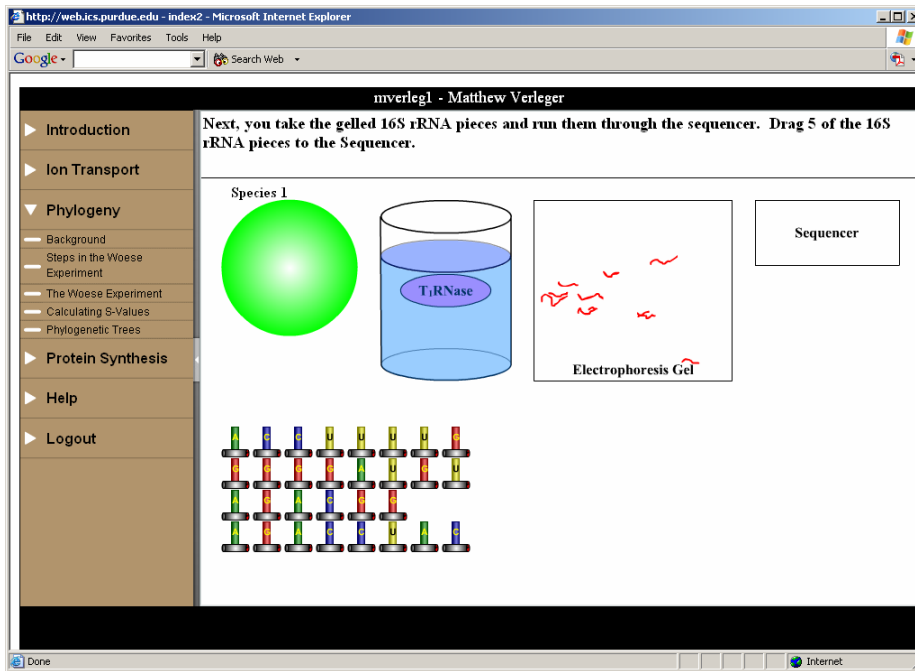 http://web.ics.purdue.edu - index2 - Microsoft Internet Explorer
File Edit View Favorites Tools Help
Google Search Web
mverleg1 - Matthew Verleger
Introduction
Ion Transport
Phylogeny
Background
Steps in the Woese
Experiment
The Woese Experiment
Calculating S-Values
Phylogenetic Trees
Protein Synthesis
Help
Logout
Next, you take the gelled 16S rRNA pieces and run them through the sequencer. Drag 5 of the 16S
rRNA pieces to the Sequencer.
Species 1
T₁RNase
Electrophoresis Gel
Sequencer
A C C U U U U G
G G G G A U G U
A G A C G G
A G A C C U A C
Done
Internet